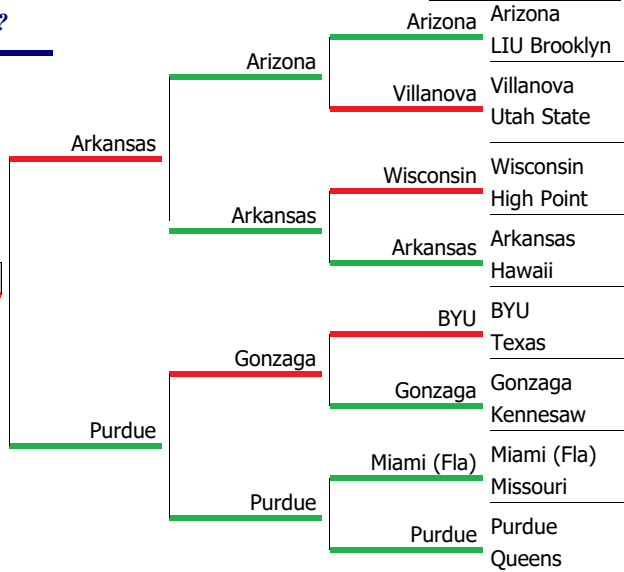 ?
Arizona
Arizona
LIU Brooklyn
Arizona
Villanova
Villanova
Utah State
Arkansas
Wisconsin
Wisconsin
High Point
Arkansas
Arkansas
Arkansas
Hawaii
BYU
BYU
Texas
Gonzaga
Gonzaga
Gonzaga
Kennesaw
Purdue
Miami (Fla)
Miami (Fla)
Missouri
Purdue
Purdue
Purdue
Queens